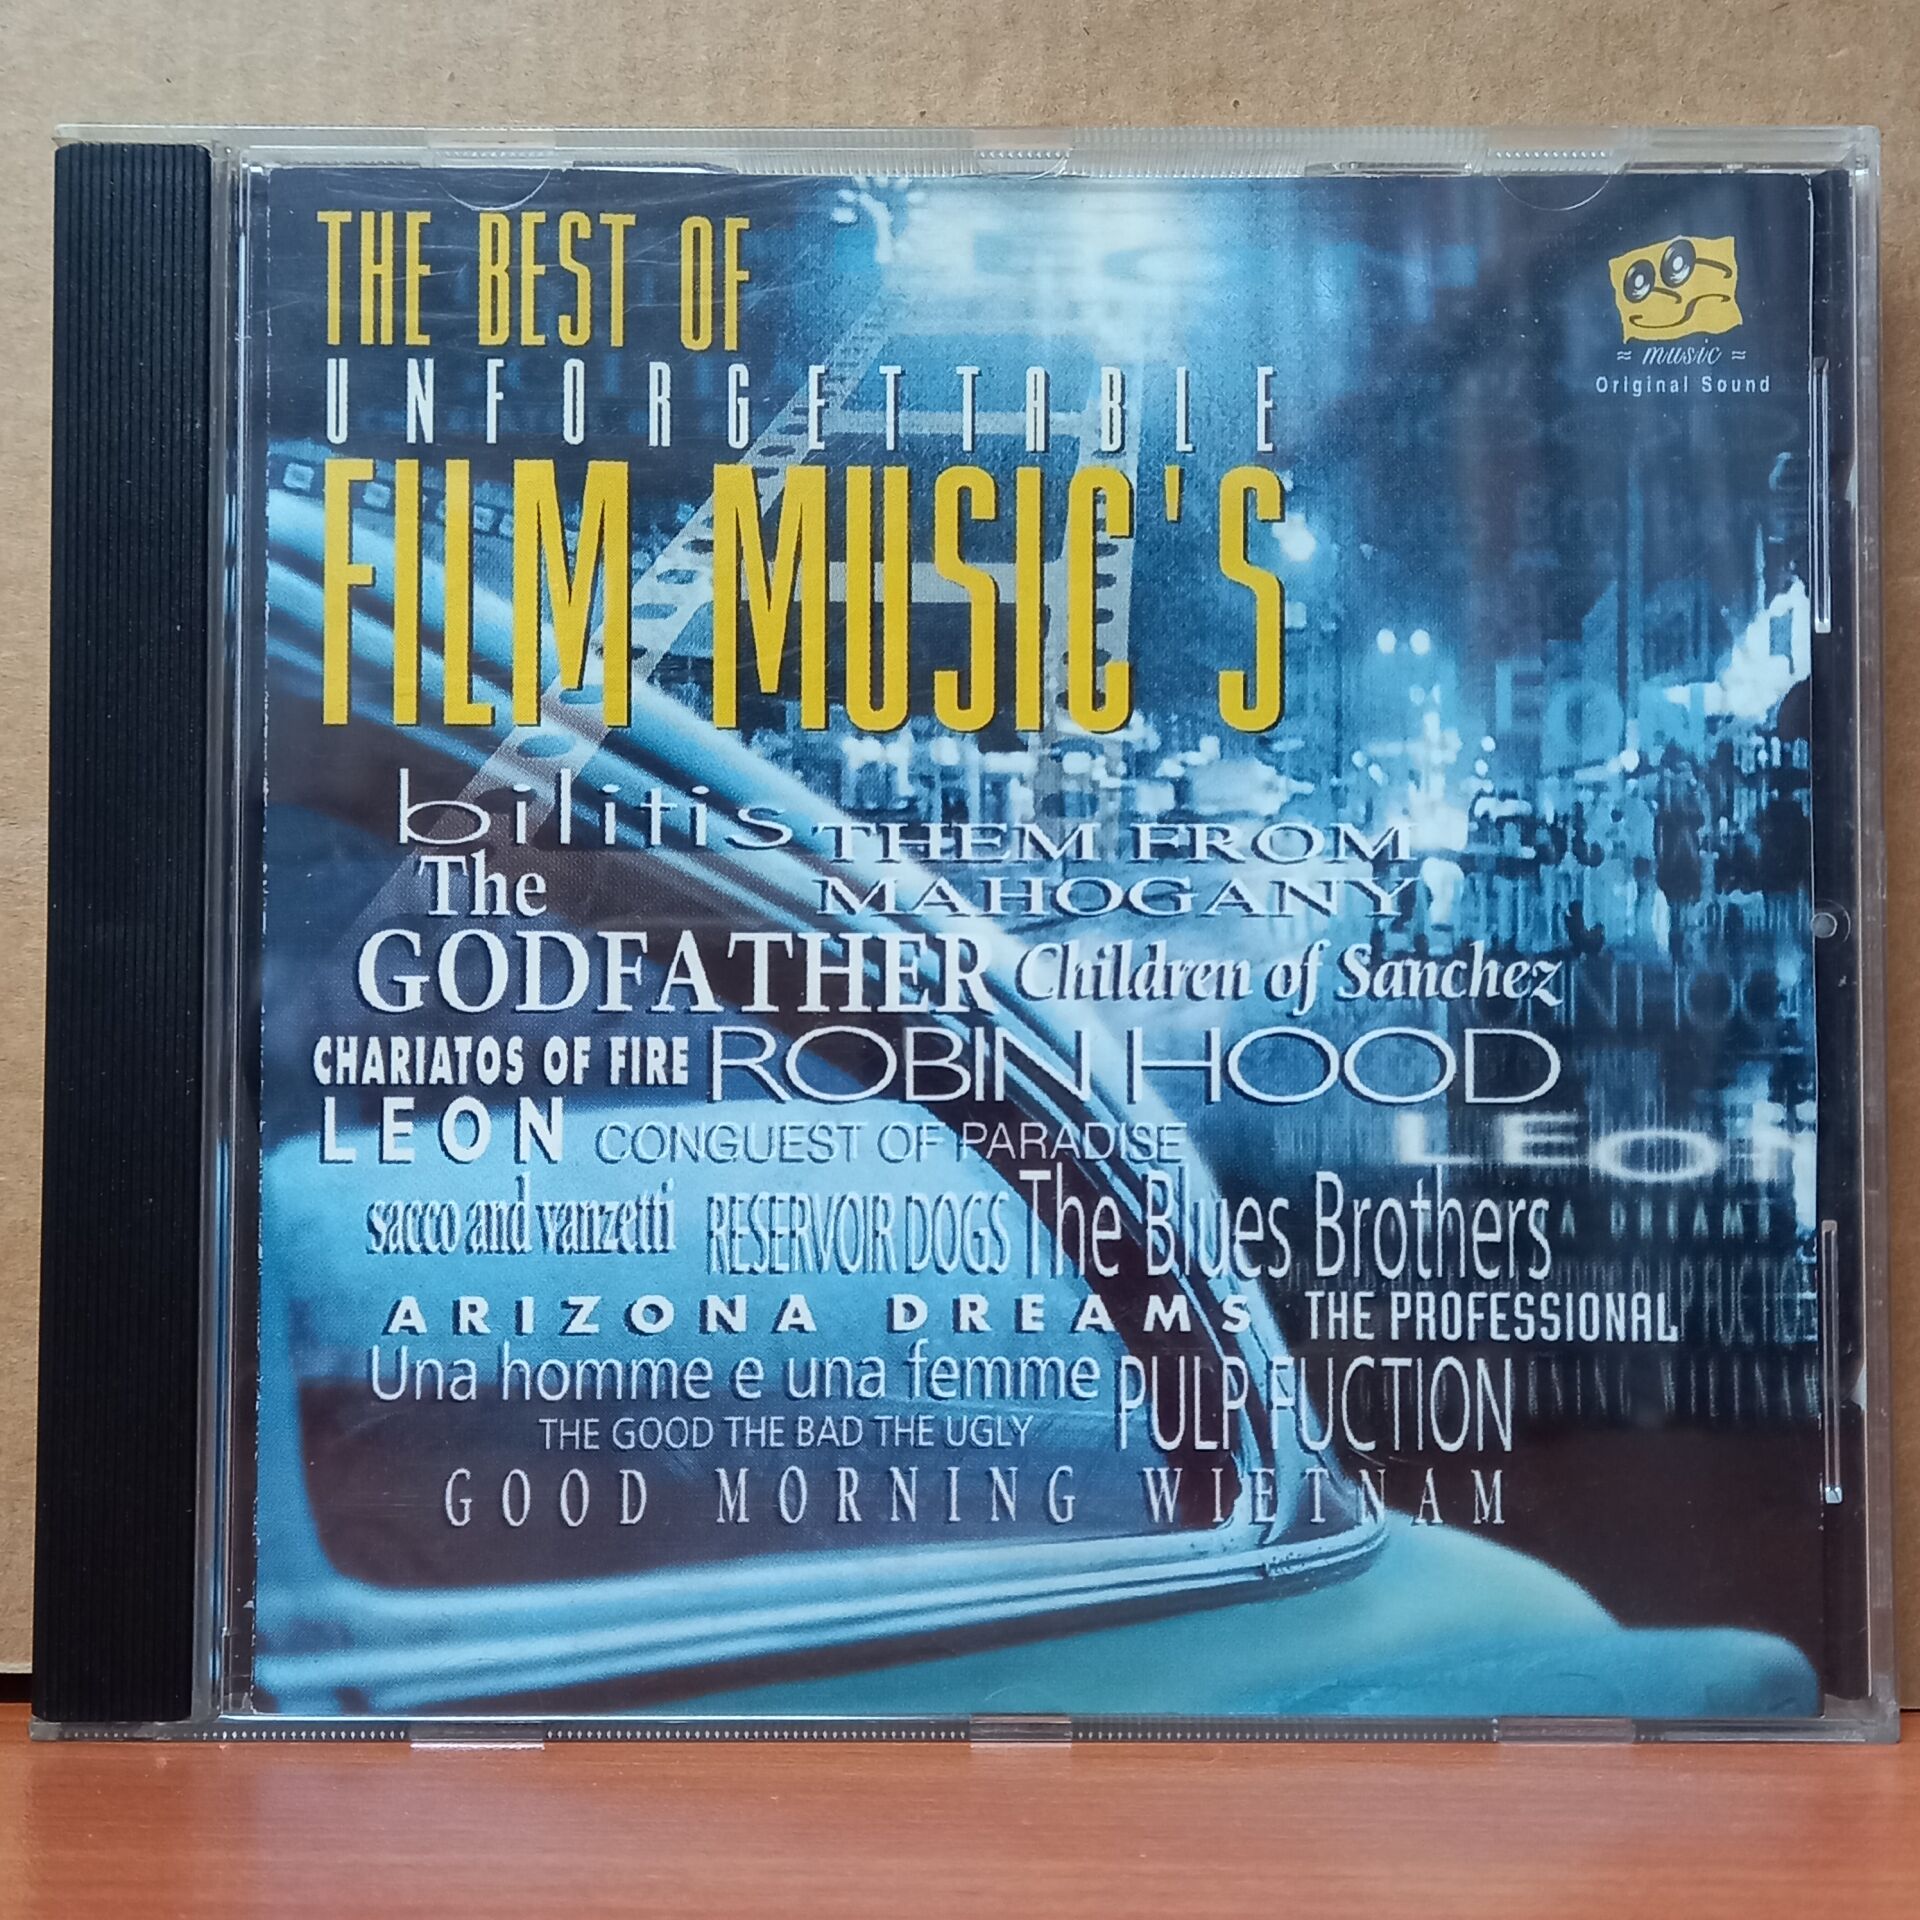 THE BEST OF
UNFORGETTABLE
FILM MUSIC'S
≈ music ≈
Original Sound
bilitis THEM FROM
MAHOGANY
The
GODFATHER Children of Sanchez
CHARIATOS OF FIRE ROBIN HOOD
LEON CONGUEST OF PARADISE LEON
sacco and vanzetti RESERVOIR DOGS The Blues Brothers
ARIZONA DREAMS THE PROFESSIONAL
Una homme e una femme PULP FUCTION
THE GOOD THE BAD THE UGLY
GOOD MORNING WIETNAM